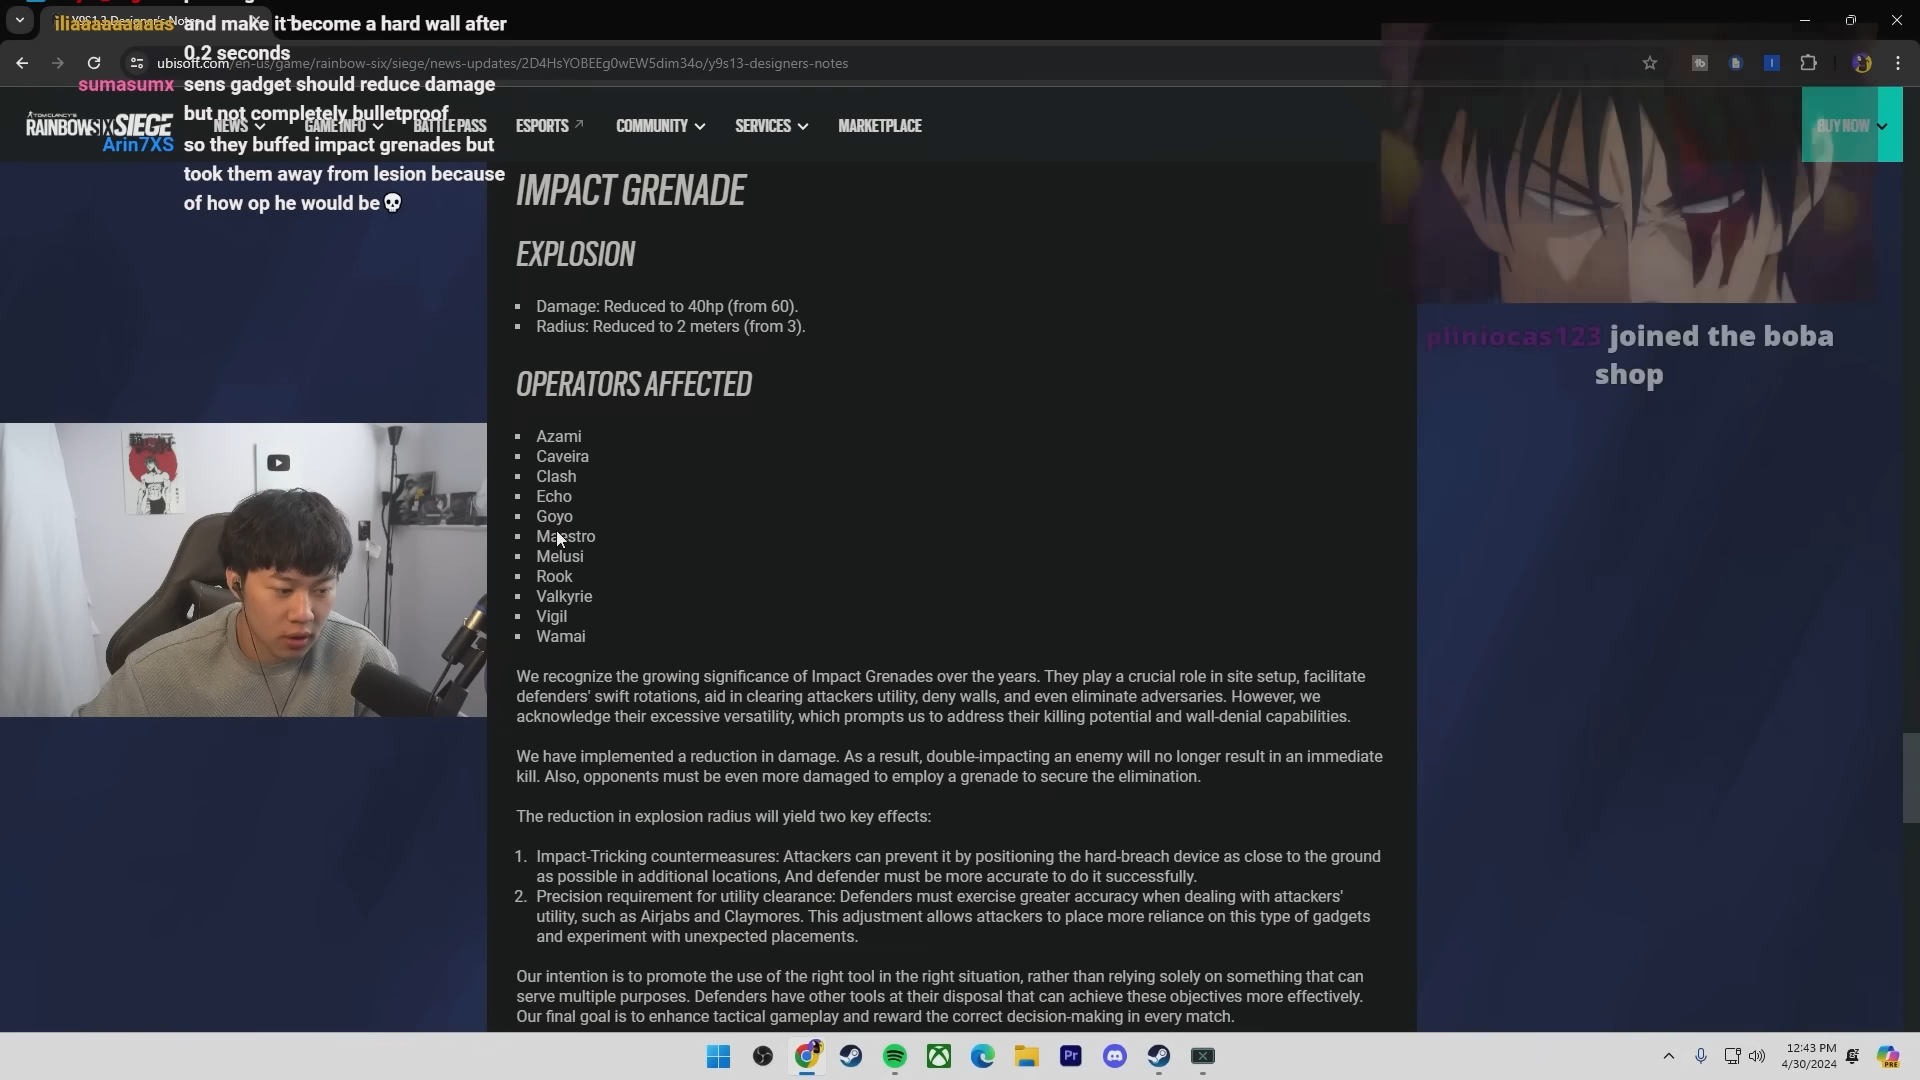 iliaaaaaaaaas and make it become a hard wall after
0.2 seconds
sumasumx sens gadget should reduce damage
but not completely bulletproof
Arin7XS so they buffed impact grenades but
took them away from lesion because
of how op he would be💀
ubisoft.com/en-us/game/rainbow-six/siege/news-updates/2D4HsYOBEEg0wEW5dim34o/y9s13-designers-notes
RAINBOWSIX SIEGE
NEWS
GAME INFO
BATTLE PASS
ESPORTS
COMMUNITY
SERVICES
MARKETPLACE
BUY NOW
IMPACT GRENADE
EXPLOSION
Damage: Reduced to 40hp (from 60).
Radius: Reduced to 2 meters (from 3).
OPERATORS AFFECTED
Azami
Caveira
Clash
Echo
Goyo
Maestro
Melusi
Rook
Valkyrie
Vigil
Wamai
We recognize the growing significance of Impact Grenades over the years. They play a crucial role in site setup, facilitate
defenders' swift rotations, aid in clearing attackers utility, deny walls, and even eliminate adversaries. However, we
acknowledge their excessive versatility, which prompts us to address their killing potential and wall-denial capabilities.
We have implemented a reduction in damage. As a result, double-impacting an enemy will no longer result in an immediate
kill. Also, opponents must be even more damaged to employ a grenade to secure the elimination.
The reduction in explosion radius will yield two key effects:
1. Impact-Tricking countermeasures: Attackers can prevent it by positioning the hard-breach device as close to the ground
as possible in additional locations, And defender must be more accurate to do it successfully.
2. Precision requirement for utility clearance: Defenders must exercise greater accuracy when dealing with attackers'
utility, such as Airjabs and Claymores. This adjustment allows attackers to place more reliance on this type of gadgets
and experiment with unexpected placements.
Our intention is to promote the use of the right tool in the right situation, rather than relying solely on something that can
serve multiple purposes. Defenders have other tools at their disposal that can achieve these objectives more effectively.
Our final goal is to enhance tactical gameplay and reward the correct decision-making in every match.
pliniocas123 joined the boba
shop
Pr
12:43 PM
4/30/2024
PRE